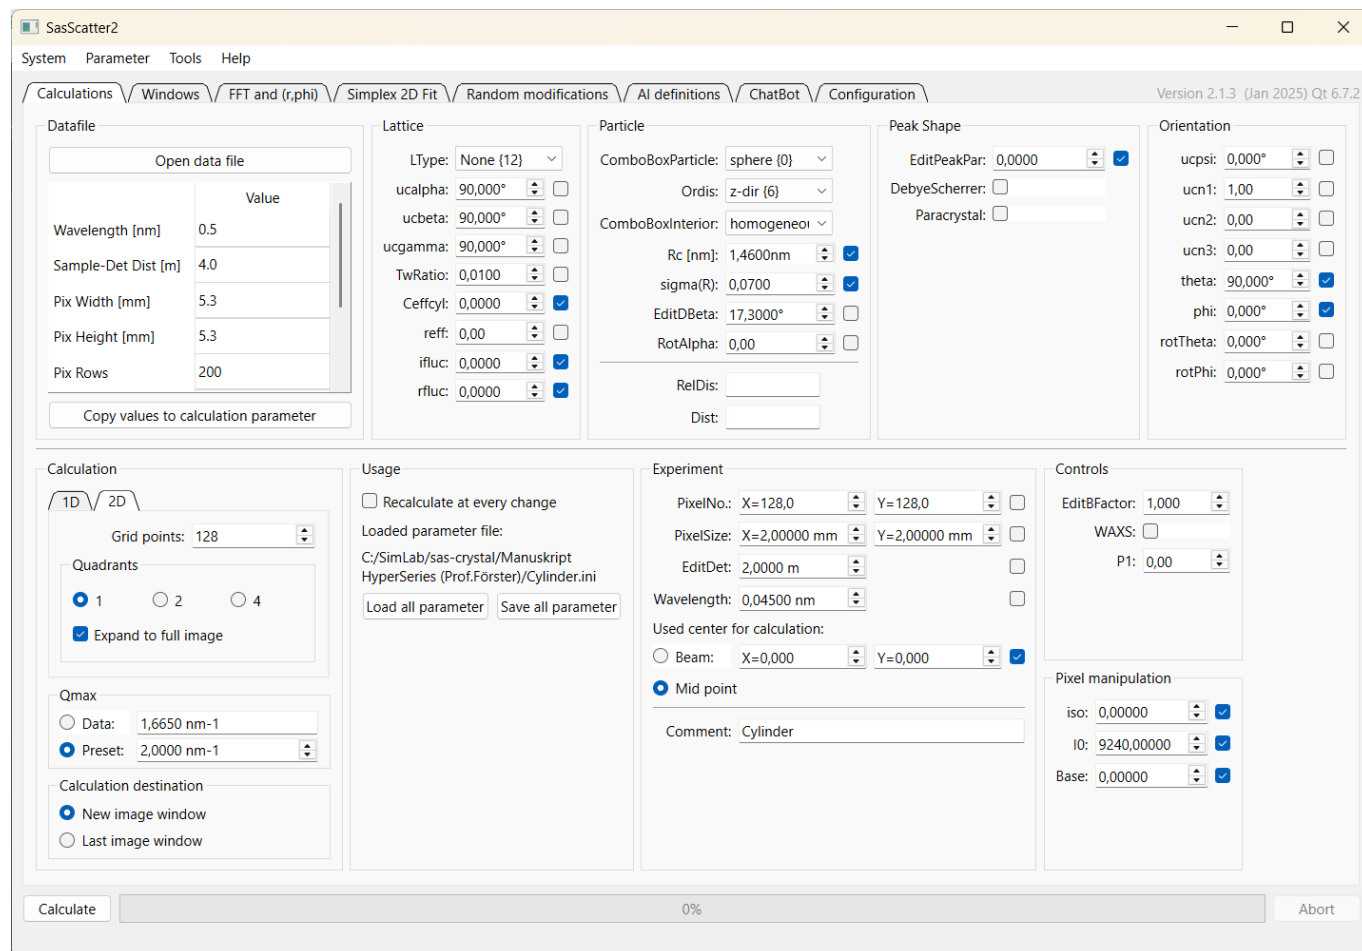 SasScatter2
System Parameter Tools Help
Calculations Windows FFT and (r,phi) Simplex 2D Fit Random modifications AI definitions ChatBot Configuration Version 2.1.3 (Jan 2025) Qt 6.7.2
Datafile
Open data file
Value
Wavelength [nm] 0.5
Sample-Det Dist [m] 4.0
Pix Width [mm] 5.3
Pix Height [mm] 5.3
Pix Rows 200
Copy values to calculation parameter
Lattice
LType: None {12}
ucalpha: 90,000°
ucbeta: 90,000°
ucgamma: 90,000°
TwRatio: 0,0100
Ceffcyl: 0,0000
reff: 0,00
ifluc: 0,0000
rfluc: 0,0000
Particle
ComboBoxParticle: sphere {0}
Ordis: z-dir {6}
ComboBoxInterior: homogeneou
Rc [nm]: 1,4600nm
sigma(R): 0,0700
EditDBeta: 17,3000°
RotAlpha: 0,00
RelDis:
Dist:
Peak Shape
EditPeakPar: 0,0000
DebyeScherrer:
Paracrystal:
Orientation
ucpsi: 0,000°
ucn1: 1,00
ucn2: 0,00
ucn3: 0,00
theta: 90,000°
phi: 0,000°
rotTheta: 0,000°
rotPhi: 0,000°
Calculation
1D 2D
Grid points: 128
Quadrants
1 2 4
Expand to full image
Qmax
Data: 1,6650 nm-1
Preset: 2,0000 nm-1
Calculation destination
New image window
Last image window
Usage
Recalculate at every change
Loaded parameter file:
C:/SimLab/sas-crystal/Manuskript
HyperSeries (Prof.Förster)/Cylinder.ini
Load all parameter Save all parameter
Experiment
PixelNo.: X=128,0 Y=128,0
PixelSize: X=2,00000 mm Y=2,00000 mm
EditDet: 2,0000 m
Wavelength: 0,04500 nm
Used center for calculation:
Beam: X=0,000 Y=0,000
Mid point
Comment: Cylinder
Controls
EditBFactor: 1,000
WAXS:
P1: 0,00
Pixel manipulation
iso: 0,00000
I0: 9240,00000
Base: 0,00000
Calculate 0% Abort